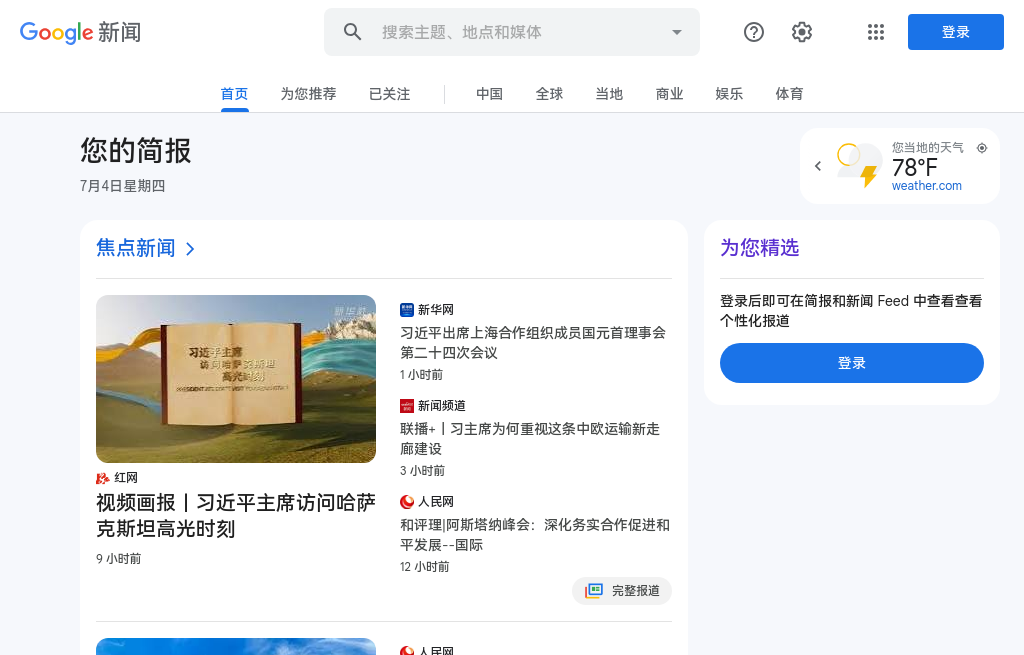 Google 新闻
搜索主题、地点和媒体
登录
首页
为您推荐
已关注
中国
全球
当地
商业
娱乐
体育
您的简报
7月4日星期四
您当地的天气
78°F
weather.com
焦点新闻
新华社
习近平主席
访问哈萨克斯坦
高光时刻
红网
视频画报丨习近平主席访问哈萨
克斯坦高光时刻
9 小时前
新华网
习近平出席上海合作组织成员国元首理事会
第二十四次会议
1 小时前
新闻频道
联播+丨习主席为何重视这条中欧运输新走
廊建设
3 小时前
人民网
和评理|阿斯塔纳峰会：深化务实合作促进和
平发展--国际
12 小时前
完整报道
人民网
为您精选
登录后即可在简报和新闻 Feed 中查看查看
个性化报道
登录